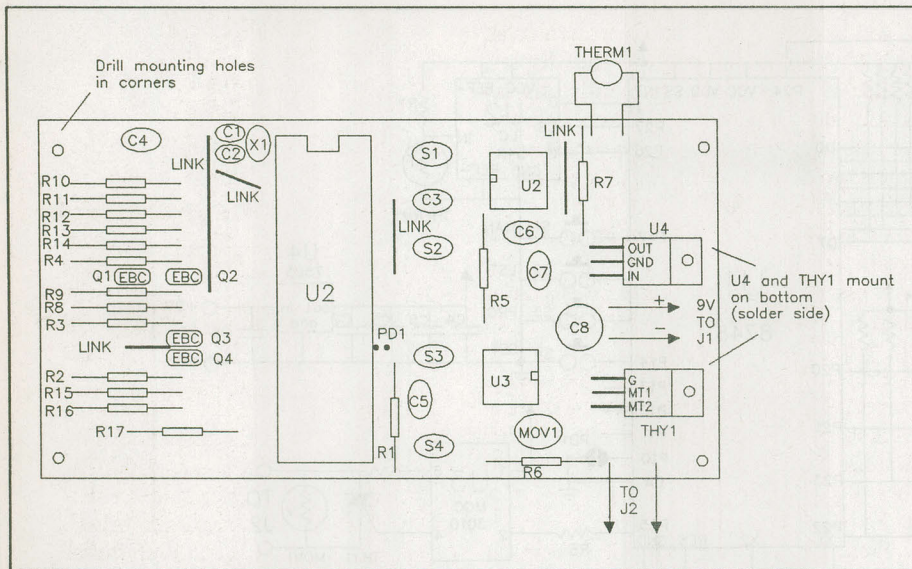 THERM1
Drill mounting holes
in corners
C4
C1
C2
X1
LINK
LINK
LINK
S1
U2
R7
R10
R11
R12
R13
R14
R4
C3
LINK
S2
C6
C7
U4
OUT
GND
IN
Q1
EBC
EBC
Q2
U2
R5
U4 and THY1 mount
on bottom
(solder side)
R9
R8
R3
+
9V
TO
J1
−
C8
LINK
EBC
Q3
EBC
Q4
PD1
S3
U3
G
MT1
MT2
THY1
R2
R15
R16
C5
R17
R1
S4
MOV1
R6
TO
J2